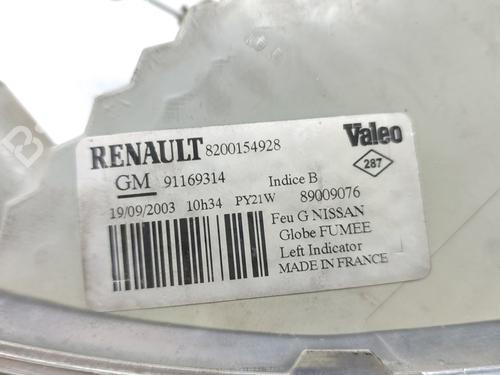 RENAULT 8200154928 Valeo
GM 91169314 Indice B 287
19/09/2003 10h34 PY21W 89009076
Feu G NISSAN
Globe FUMEE
Left Indicator
MADE IN FRANCE